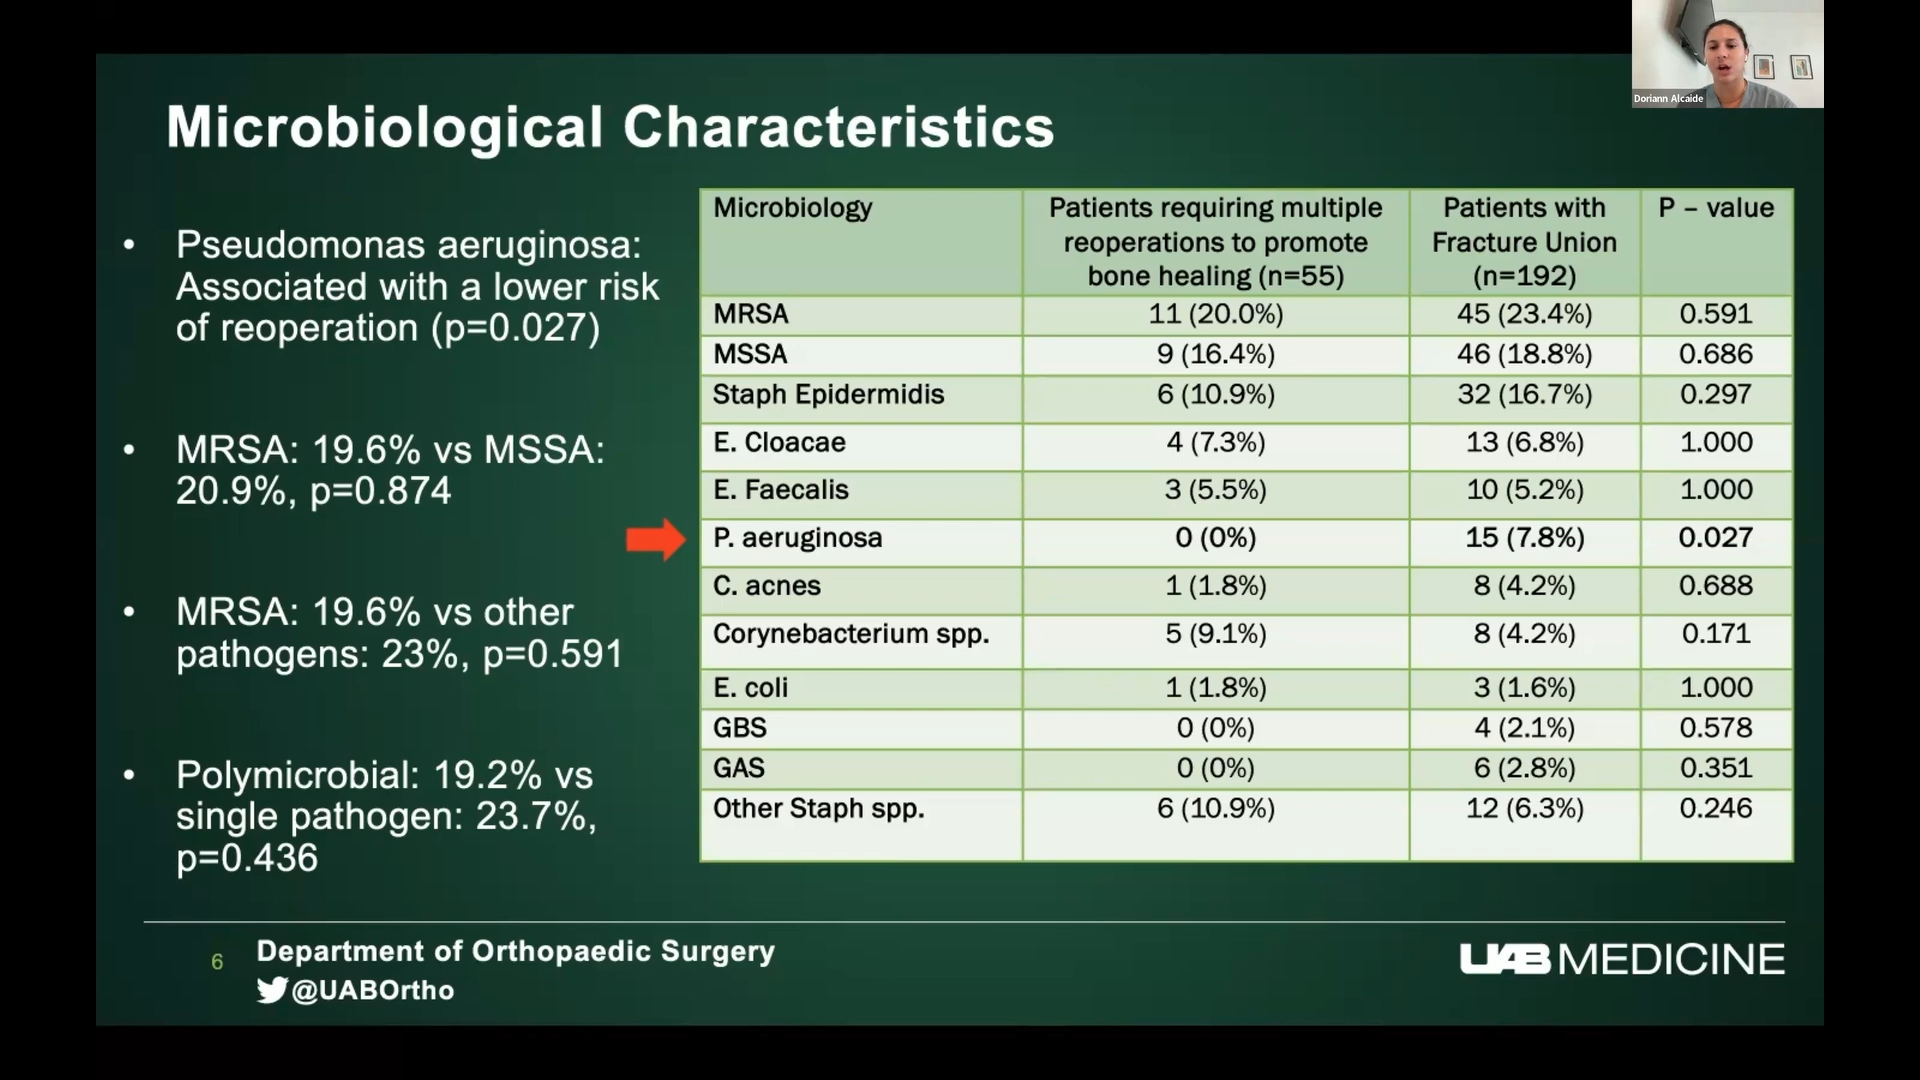 Doriann Alcaide
Microbiological Characteristics
• Pseudomonas aeruginosa:
Associated with a lower risk
of reoperation (p=0.027)
• MRSA: 19.6% vs MSSA:
20.9%, p=0.874
• MRSA: 19.6% vs other
pathogens: 23%, p=0.591
• Polymicrobial: 19.2% vs
single pathogen: 23.7%,
p=0.436
Microbiology
Patients requiring multiple
reoperations to promote
bone healing (n=55)
Patients with
Fracture Union
(n=192)
P – value
MRSA 11 (20.0%) 45 (23.4%) 0.591
MSSA 9 (16.4%) 46 (18.8%) 0.686
Staph Epidermidis 6 (10.9%) 32 (16.7%) 0.297
E. Cloacae 4 (7.3%) 13 (6.8%) 1.000
E. Faecalis 3 (5.5%) 10 (5.2%) 1.000
P. aeruginosa 0 (0%) 15 (7.8%) 0.027
C. acnes 1 (1.8%) 8 (4.2%) 0.688
Corynebacterium spp. 5 (9.1%) 8 (4.2%) 0.171
E. coli 1 (1.8%) 3 (1.6%) 1.000
GBS 0 (0%) 4 (2.1%) 0.578
GAS 0 (0%) 6 (2.8%) 0.351
Other Staph spp. 6 (10.9%) 12 (6.3%) 0.246
6
Department of Orthopaedic Surgery
@UABOrtho
UAB MEDICINE